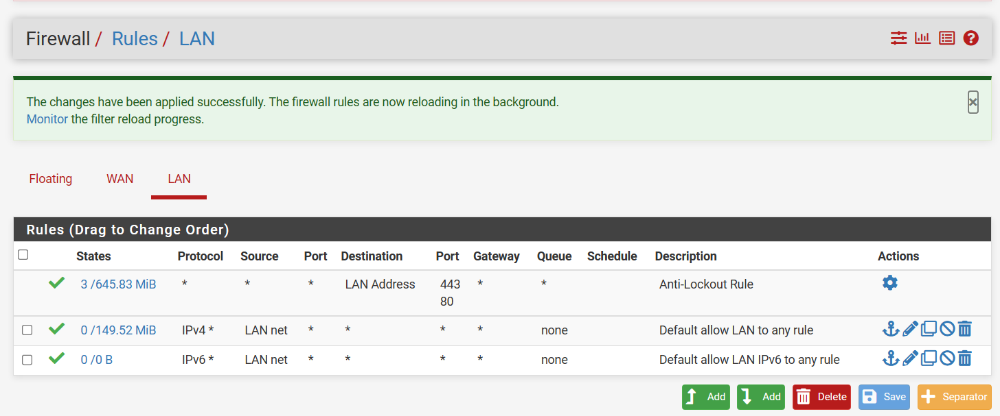 Firewall / Rules / LAN
The changes have been applied successfully. The firewall rules are now reloading in the background.
Monitor the filter reload progress.
Floating WAN LAN
Rules (Drag to Change Order)
States Protocol Source Port Destination Port Gateway Queue Schedule Description Actions
3 /645.83 MiB * * * LAN Address 443 * * Anti-Lockout Rule
80
0 /149.52 MiB IPv4 * LAN net * * * * none Default allow LAN to any rule
0 /0 B IPv6 * LAN net * * * * none Default allow LAN IPv6 to any rule
Add Add Delete Save Separator